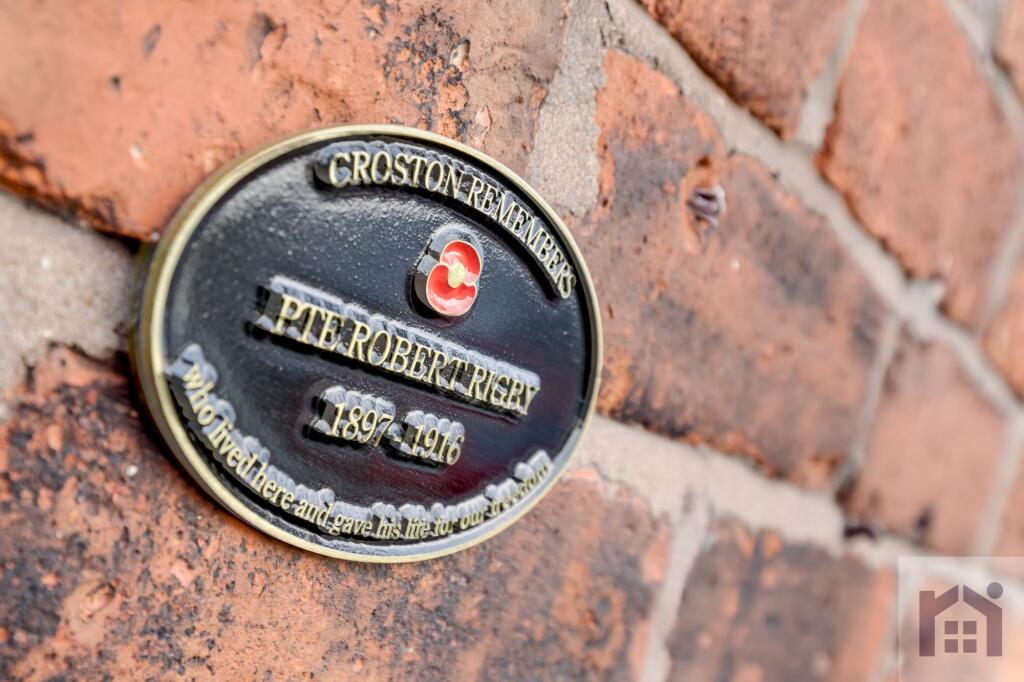 CROSTON REMEMBERS
PTE ROBERT RIGBY
1897 - 1916
who lived here and gave his life for our freedom